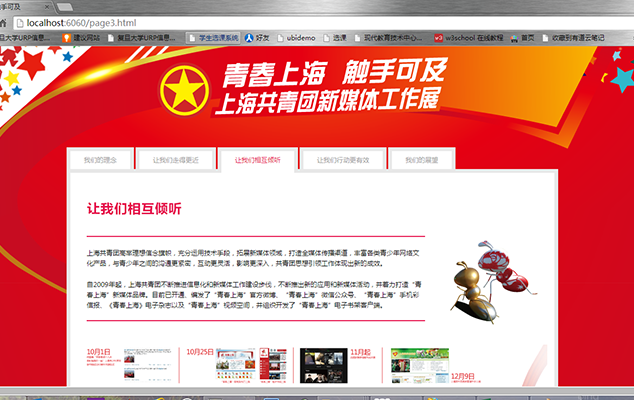 触手可及
localhost:6060/page3.html
复旦大学URP信息... 建议网站 复旦大学URP信息... 学生选课系统 好友 ubidemo 选课 现代教育技术中心... w3school 在线教程 首页 收藏到有道云笔记
青春上海 触手可及
上海共青团新媒体工作展
我们的理念 让我们走得更近 让我们相互倾听 让我们行动更有效 我们的展望
让我们相互倾听
上海共青团高举理想信念旗帜，充分运用技术手段，拓展新媒体领域，打造全媒体传播渠道，丰富各类青少年网络文
化产品，与青少年之间的沟通更紧密，互动更灵活，影响更深入，共青团思想引领工作体现出新的成效。
自2009年起，上海共青团不断推进信息化和新媒体工作建设步伐，不断推出新的应用和新媒体活动，并着力打造“青
春上海”新媒体品牌。目前已开通、编发了“青春上海”官方微博、“青春上海”微信公众号、“青春上海”手机彩
信报、《青春上海》电子杂志以及“青春上海”视频空间，并组织开发了“青春上海”电子书架客户端。
10月1日 10月25日 11月起
12月9日